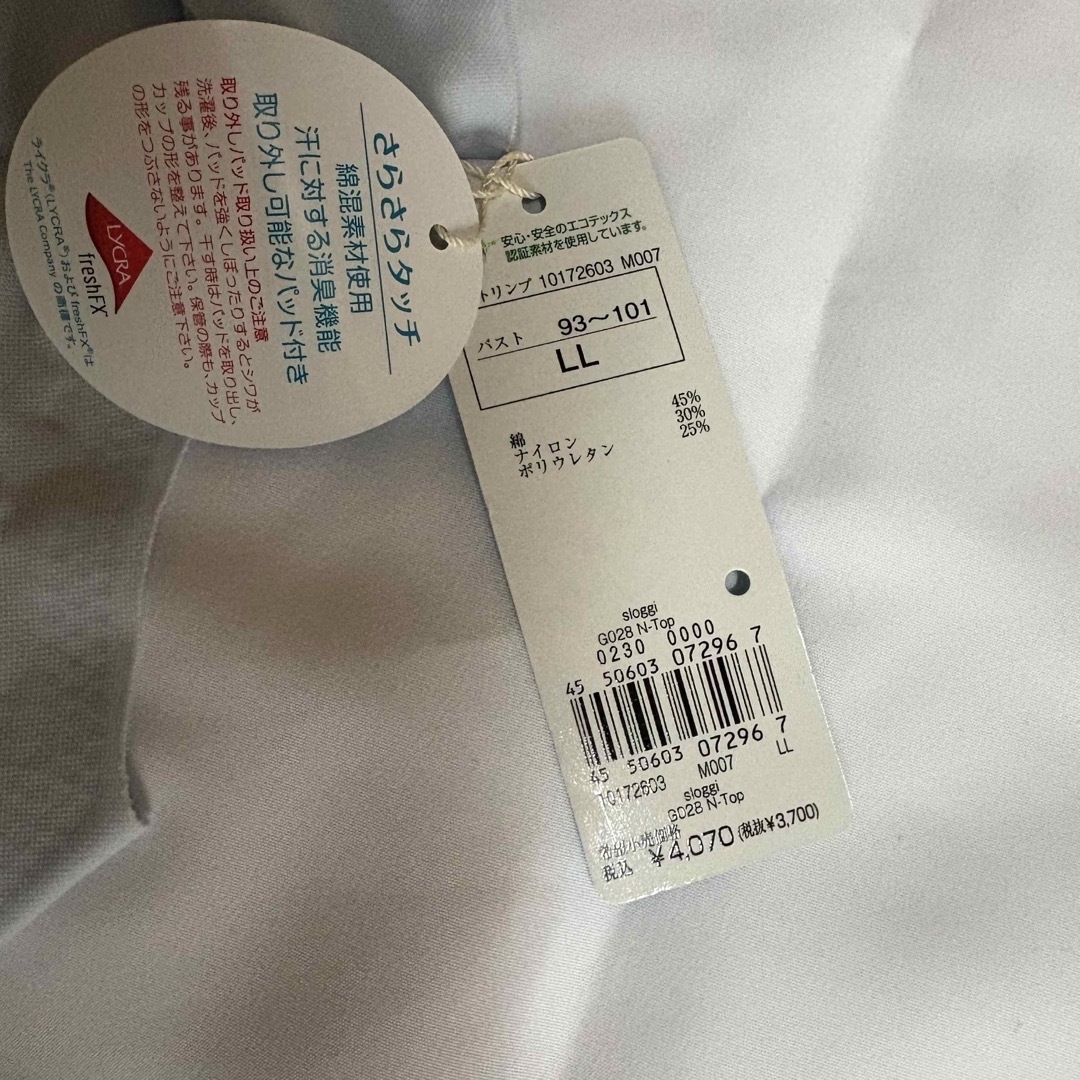 さらさらタッチ
綿混素材使用
汗に対する消臭機能
取り外し可能なパッド付き
取り外しパッド取り扱い上のご注意
洗濯後、パッドを強くしぼったりするとシワが
残る事があります。干す時はパッドを取り出し、
カップの形を整えて下さい。保管の際も、カップ
の形をつぶさないようにご注意下さい。
LYCRA
freshFX®
ライクラ®(LYCRA®)および freshFX®は
The LYCRA Company の商標です。
安心・安全のエコテックス
認証素材を使用しています。
トリンプ 10172603 M007
バスト 93～101
LL
綿 45%
ナイロン 30%
ポリウレタン 25%
sloggi
G028 N-Top
0230 0000
45 50603 07296 7
45 50603 07296 7
10172603 M007 LL
sloggi
G028 N-Top
希望小売価格
税込 ¥4,070 (税抜¥3,700)